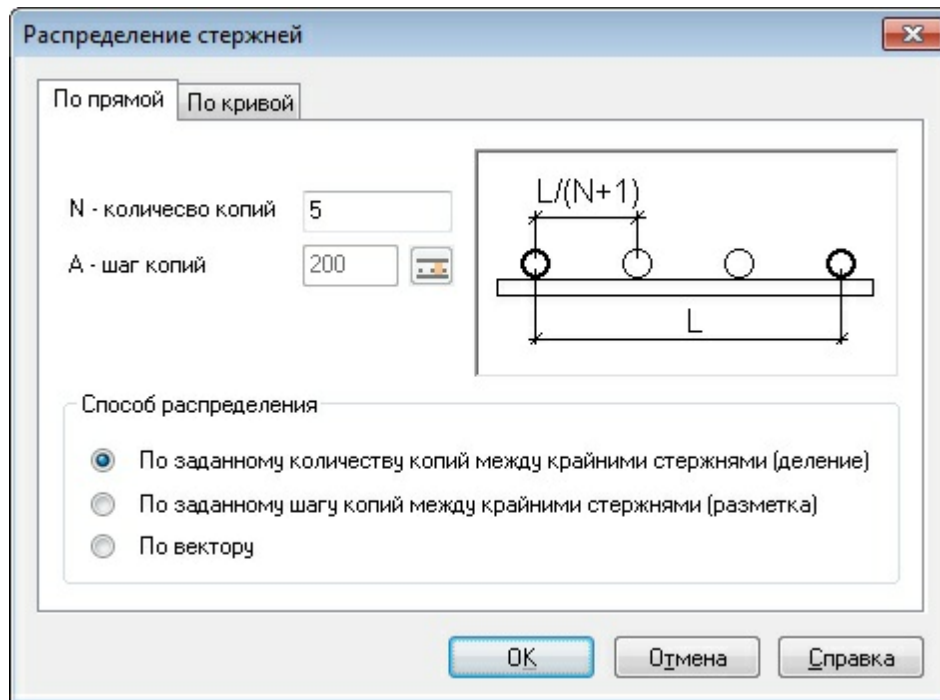 Распределение стержней
По прямой
По кривой
N - количесво копий
5
A - шаг копий
200
L/(N+1)
L
Способ распределения
По заданному количеству копий между крайними стержнями (деление)
По заданному шагу копий между крайними стержнями (разметка)
По вектору
OK
Отмена
Справка